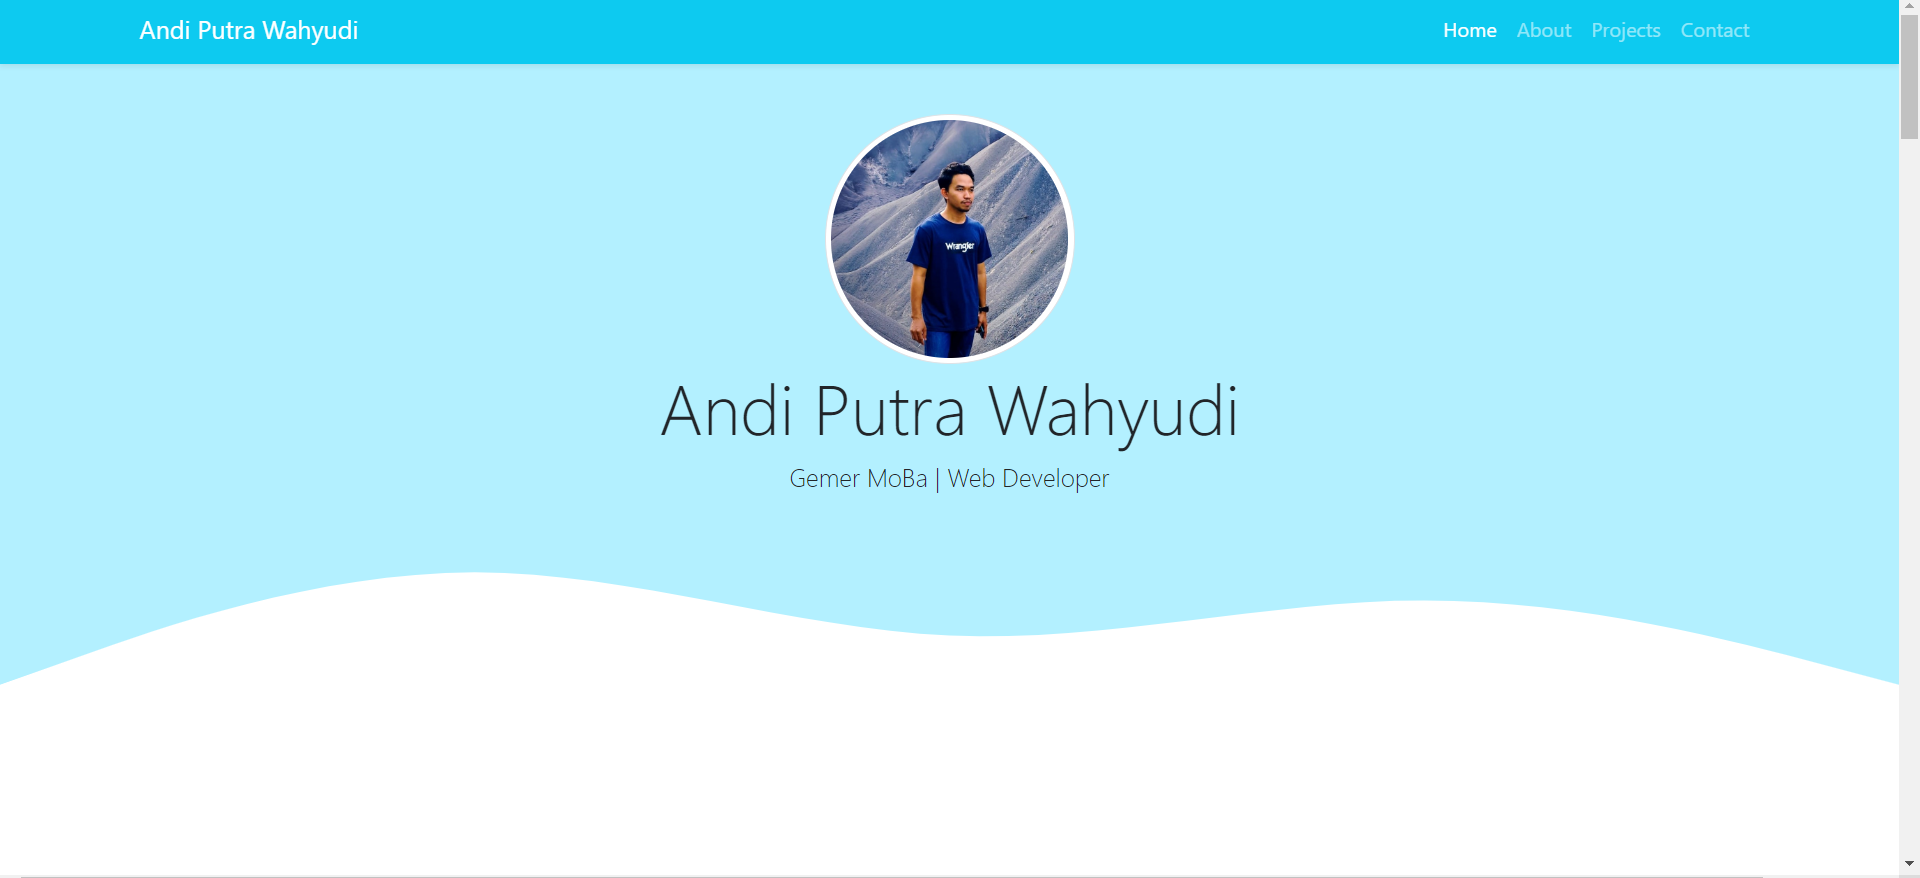 Andi Putra Wahyudi
Home About Projects Contact
Wrangler
Andi Putra Wahyudi
Gemer MoBa | Web Developer